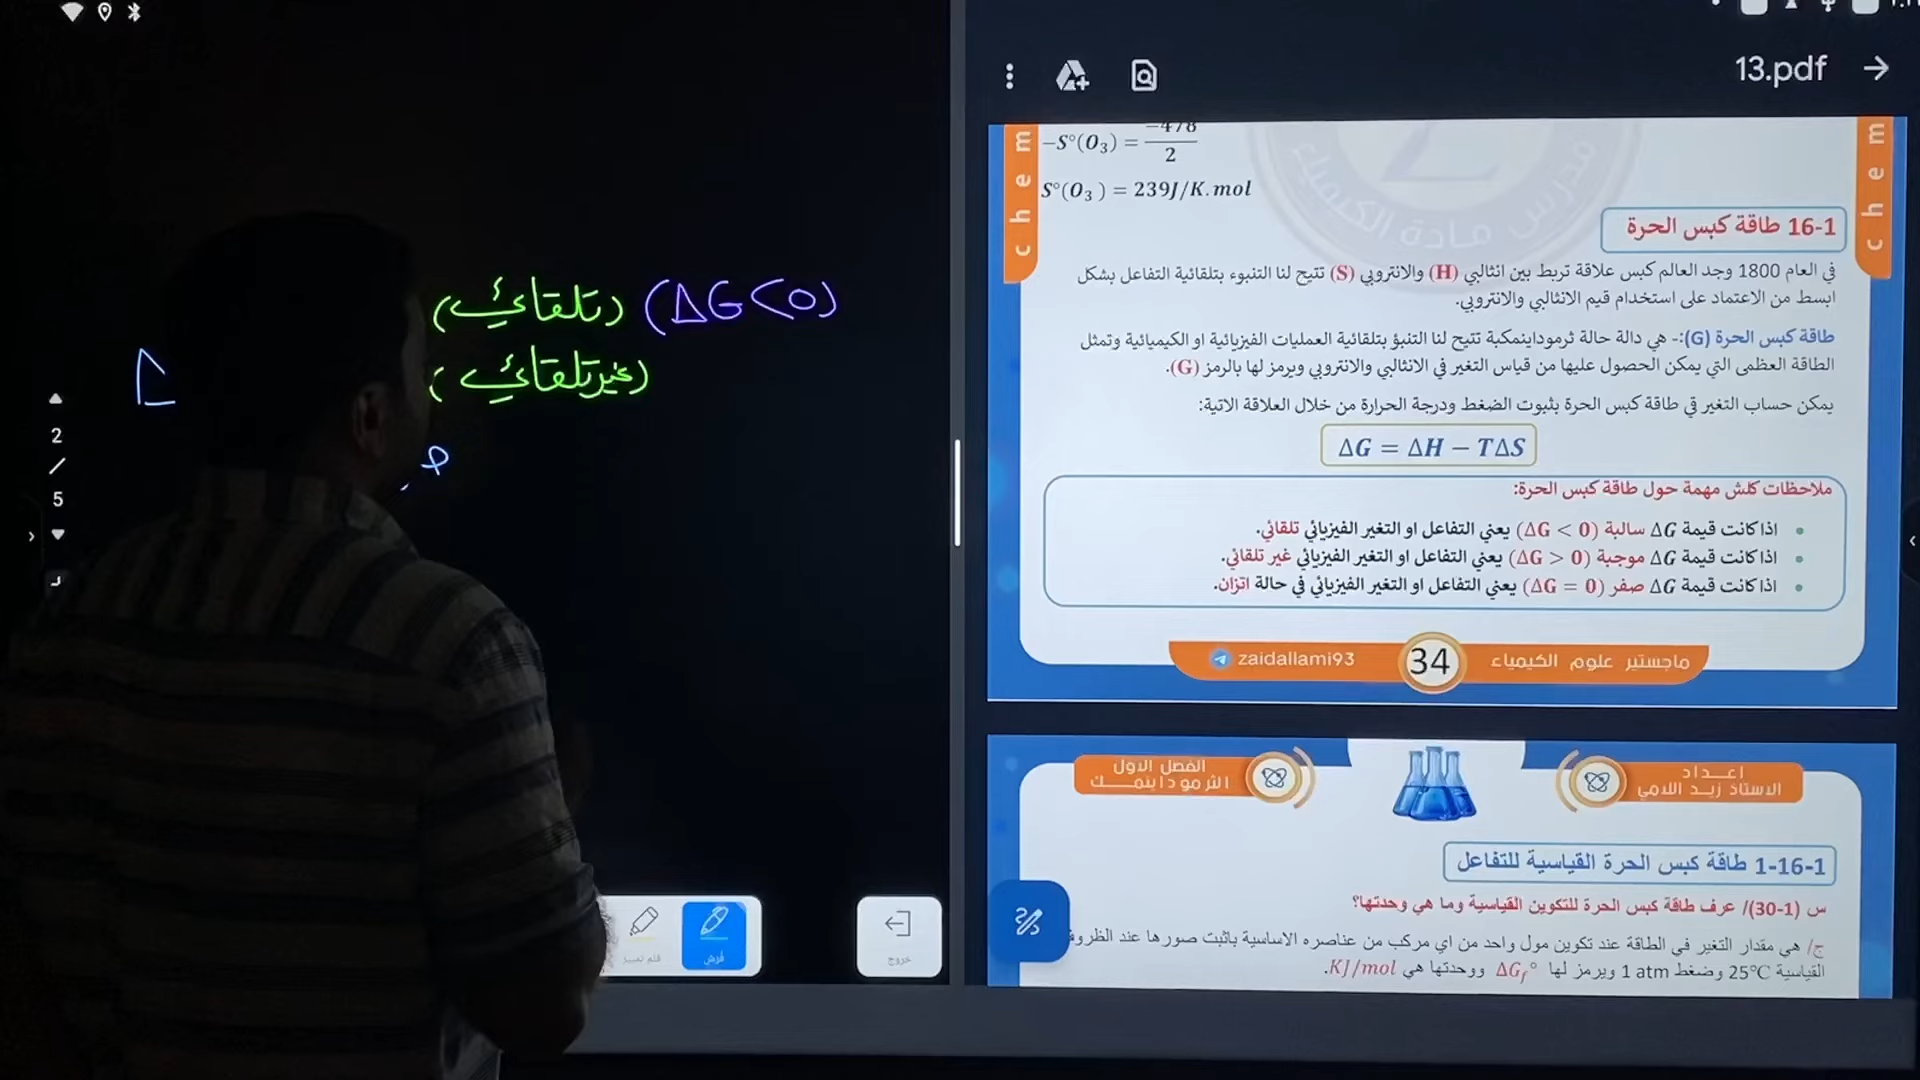 (تلقائي) (ΔG<0)
(غير تلقائي)
2
/
5
قلم تمييز
فرش
خروج
13.pdf
chem
chem
-S°(O₃) = -478/2
S°(O₃) = 239J/K.mol
مدرس مادة الكيمياء
16-1 طاقة كبس الحرة
في العام 1800 وجد العالم كبس علاقة تربط بين انثالبي (H) والانتروبي (S) تتيح لنا التنبوء بتلقائية التفاعل بشكل
ابسط من الاعتماد على استخدام قيم الانثالبي والانتروبي.
طاقة كبس الحرة (G):- هي دالة حالة ثرموداينمكية تتيح لنا التنبؤ بتلقائية العمليات الفيزيائية او الكيميائية وتمثل
الطاقة العظمى التي يمكن الحصول عليها من قياس التغير في الانثالبي والانتروبي ويرمز لها بالرمز (G).
يمكن حساب التغير في طاقة كبس الحرة بثبوت الضغط ودرجة الحرارة من خلال العلاقة الاتية:
ΔG = ΔH − TΔS
ملاحظات كلش مهمة حول طاقة كبس الحرة:
• اذا كانت قيمة ΔG سالبة (ΔG < 0) يعني التفاعل او التغير الفيزيائي تلقائي.
• اذا كانت قيمة ΔG موجبة (ΔG > 0) يعني التفاعل او التغير الفيزيائي غير تلقائي.
• اذا كانت قيمة ΔG صفر (ΔG = 0) يعني التفاعل او التغير الفيزيائي في حالة اتزان.
ماجستير علوم الكيمياء 34 zaidallami93
اعداد
الاستاذ زيد اللامي
الفصل الاول
الثرموداينمك
1-16-1 طاقة كبس الحرة القياسية للتفاعل
س (1-30)/ عرف طاقة كبس الحرة للتكوين القياسية وما هي وحدتها؟
ج/ هي مقدار التغير في الطاقة عند تكوين مول واحد من اي مركب من عناصره الاساسية باثبت صورها عند الظروف
القياسية 25°C وضغط 1 atm ويرمز لها ΔGf° ووحدتها هي KJ/mol.